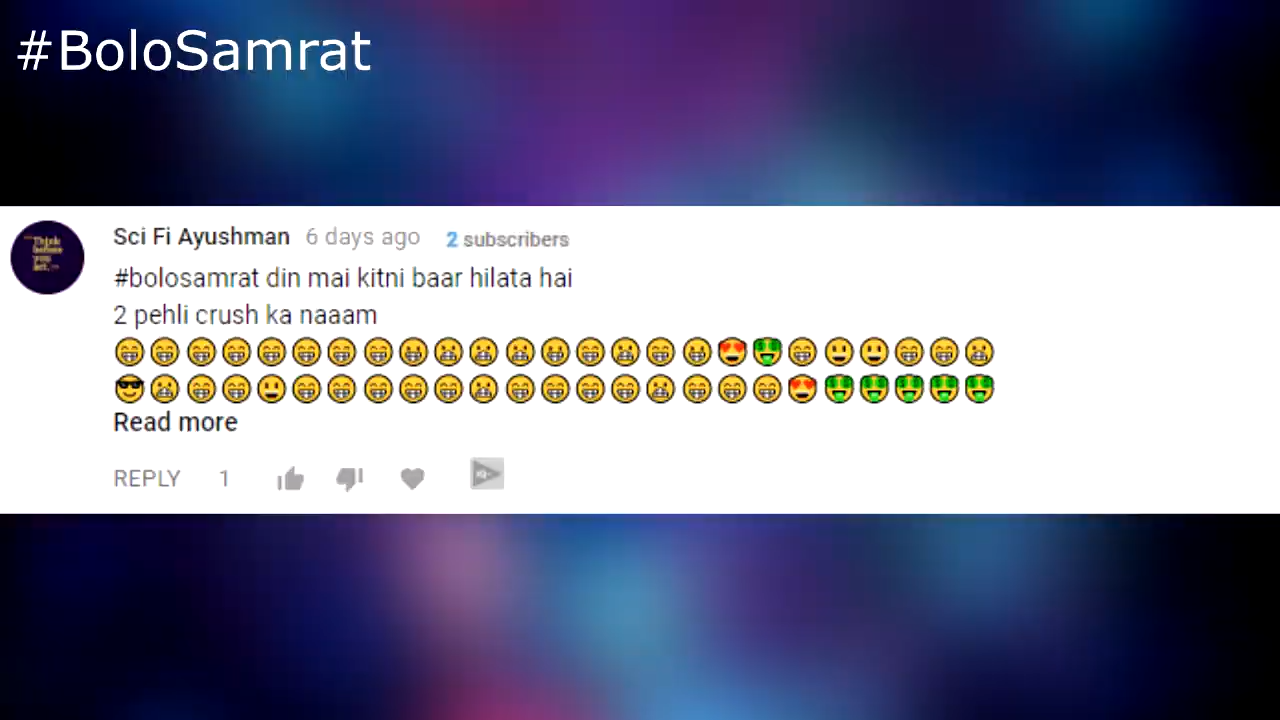 #BoloSamrat
Sci Fi Ayushman 6 days ago 2 subscribers
#bolosamrat din mai kitni baar hilata hai
2 pehli crush ka naaam
😁😁😁😁😁😁😁😁😀😬😬😬😀😁😬😁😀😍🤑😁😃😃😁😁😬
😎😬😁😁😃😁😁😁😁😁😬😁😁😁😁😬😁😁😁😍🤑🤑🤑🤑🤑
Read more
REPLY 1